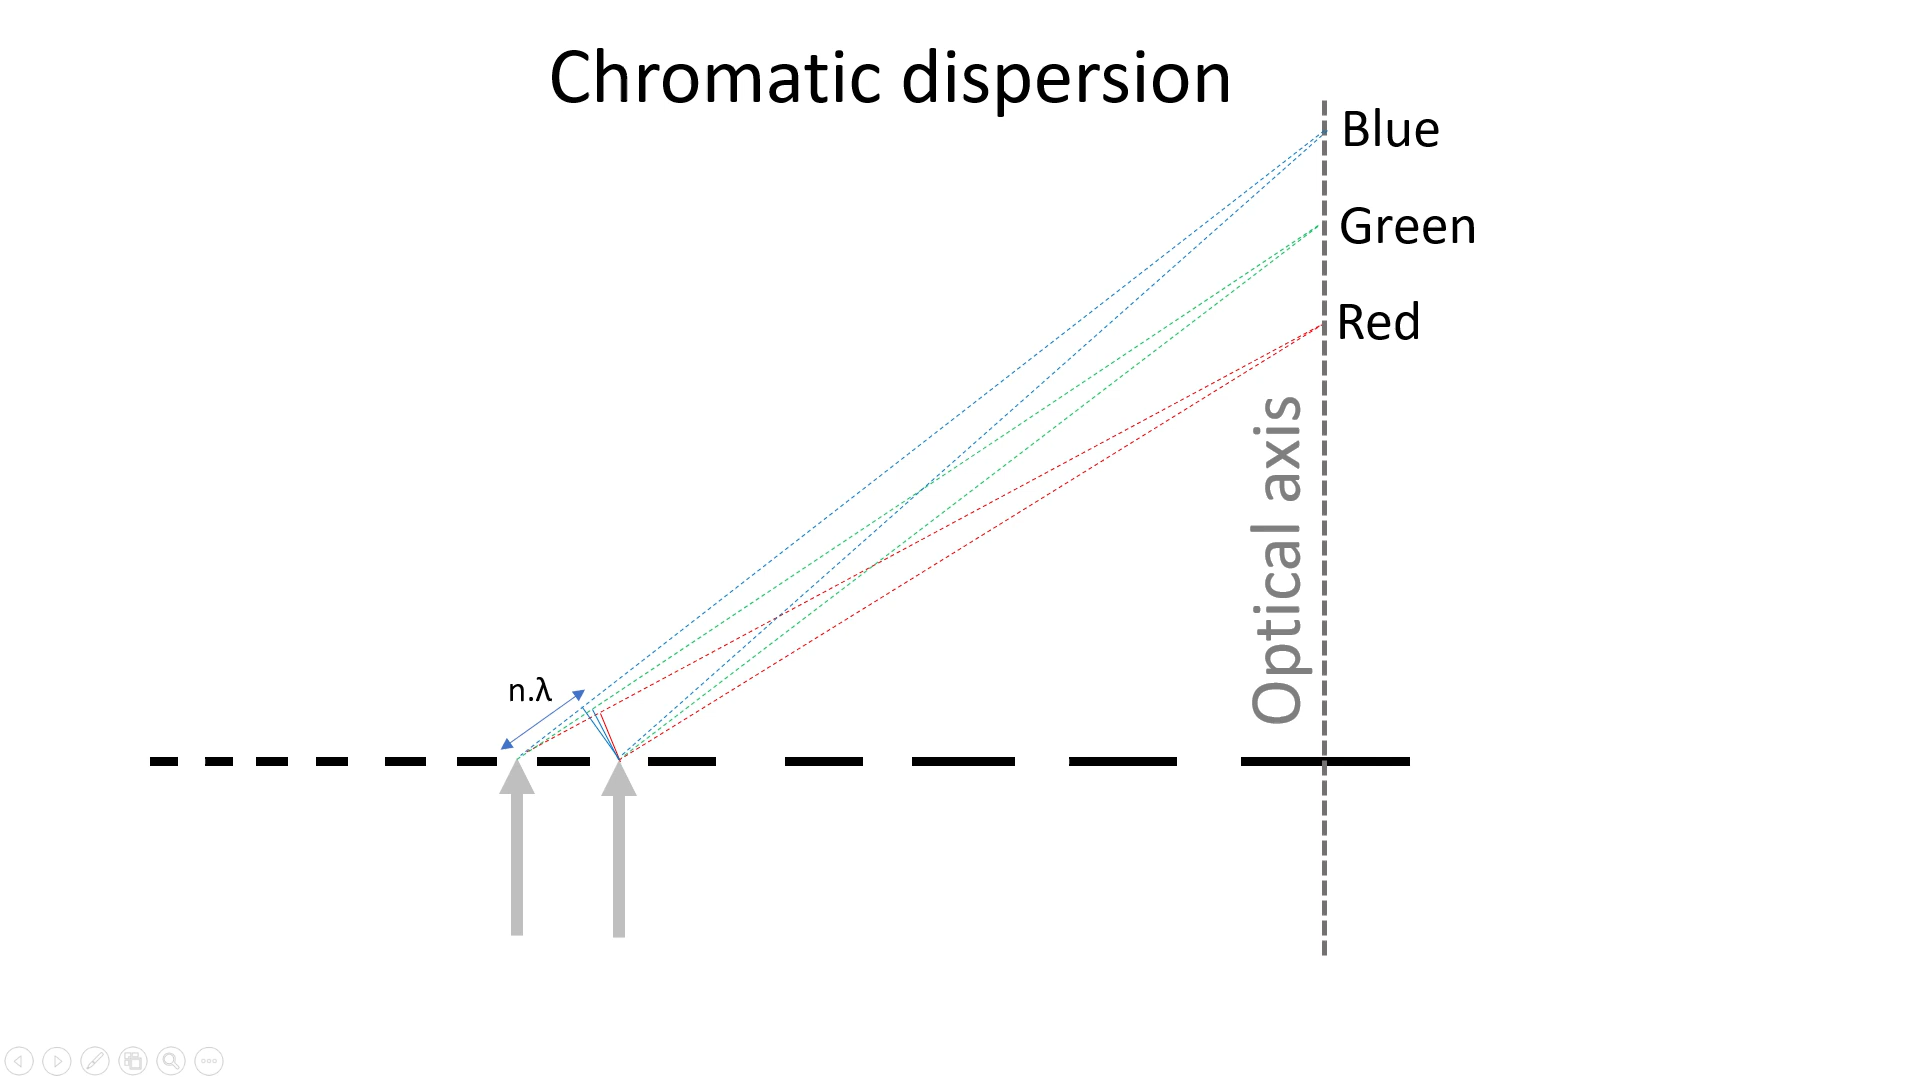 Chromatic dispersion
Blue
Green
Red
Optical axis
n.λ